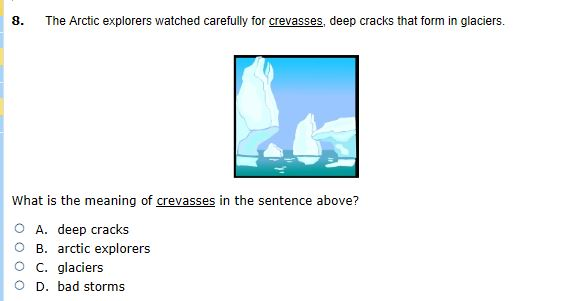 8. The Arctic explorers watched carefully for crevasses, deep cracks that form in glaciers.
What is the meaning of crevasses in the sentence above?
A. deep cracks
B. arctic explorers
C. glaciers
D. bad storms